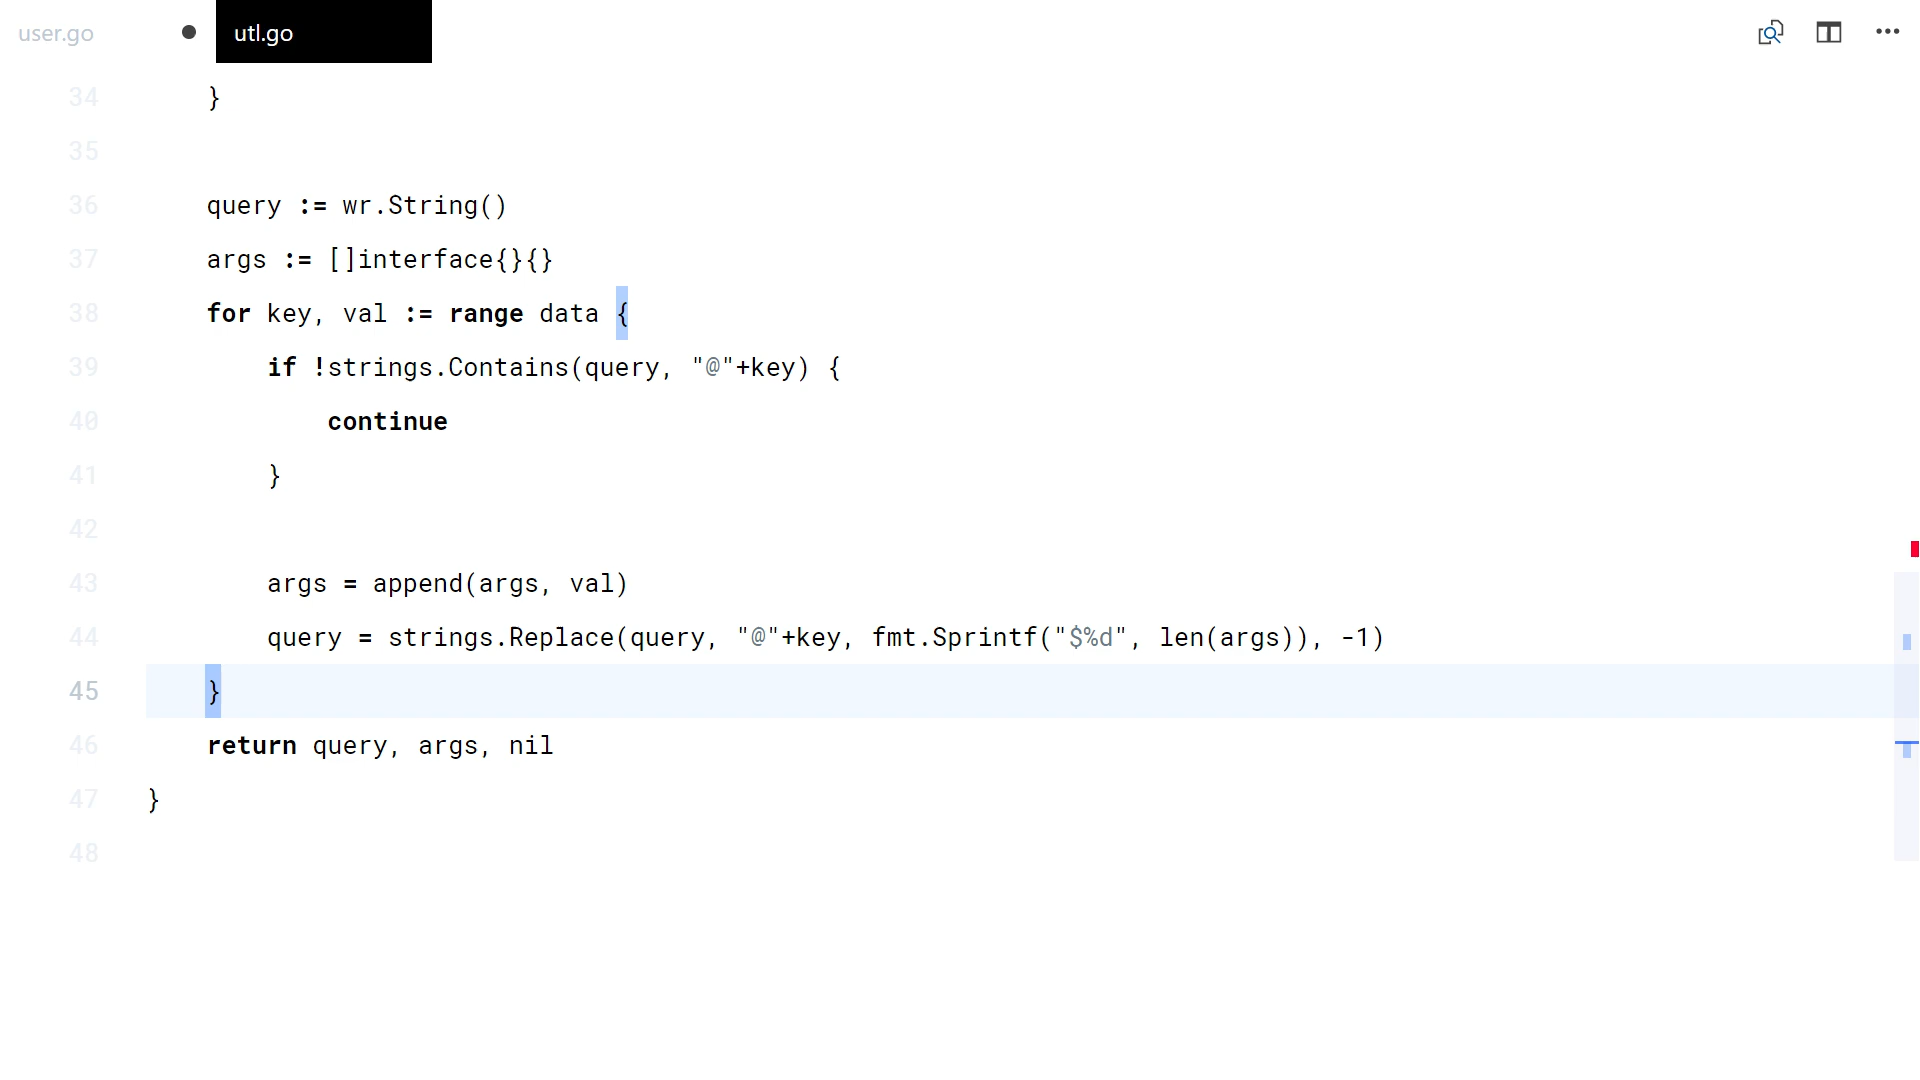 user.go utl.go
34 }
35
36 query := wr.String()
37 args := []interface{}{}
38 for key, val := range data {
39 if !strings.Contains(query, "@"+key) {
40 continue
41 }
42
43 args = append(args, val)
44 query = strings.Replace(query, "@"+key, fmt.Sprintf("$%d", len(args)), -1)
45 }
46 return query, args, nil
47 }
48